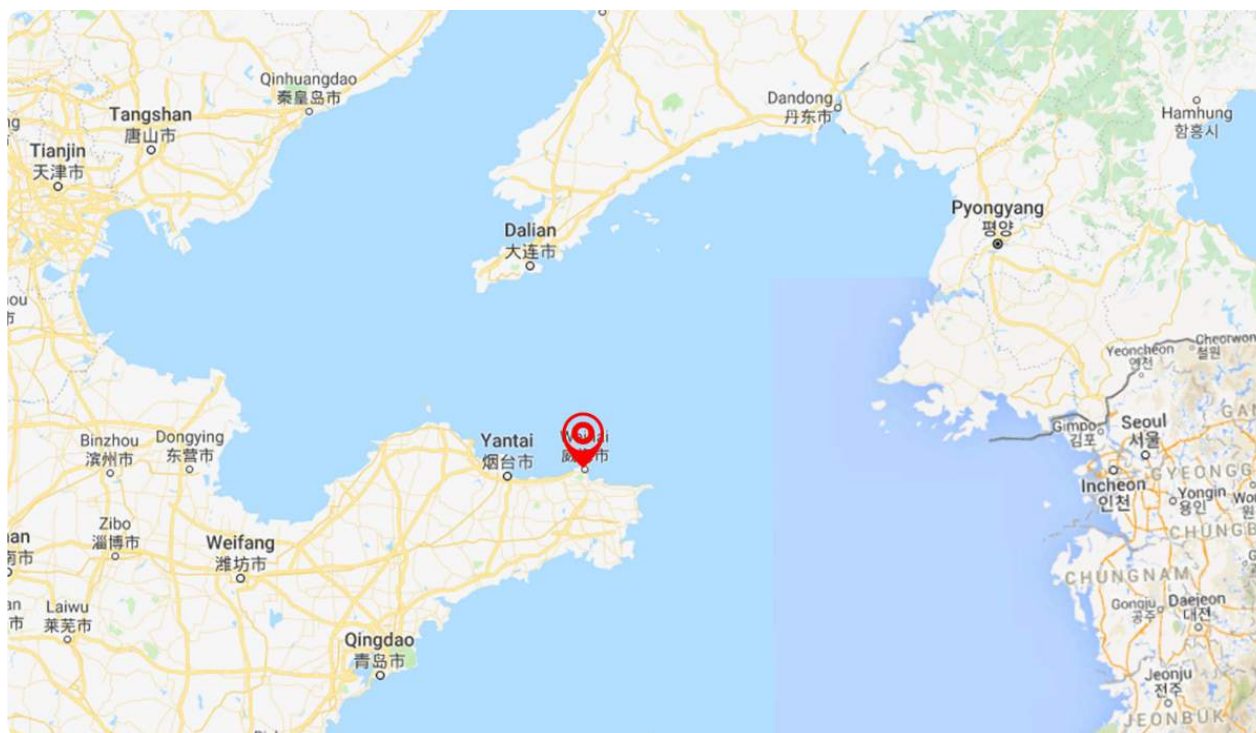 Qinhuangdao
秦皇岛市
Tangshan
唐山市
Tianjin
天津市
Dandong
丹东市
Hamhung
함흥시
Pyongyang
평양
Dalian
大连市
Yeoncheon
연천
Cheorwon
철원
Gimpo
김포
Seoul
서울
Incheon
인천
Yongin
용인
Binzhou
滨州市
Dongying
东营市
Yantai
烟台市
Zibo
淄博市
Weifang
潍坊市
Laiwu
莱芜市
Qingdao
青岛市
CHUNGNAM
Gongju
공주
Daejeon
대전
Jeonju
전주
JEONBUK